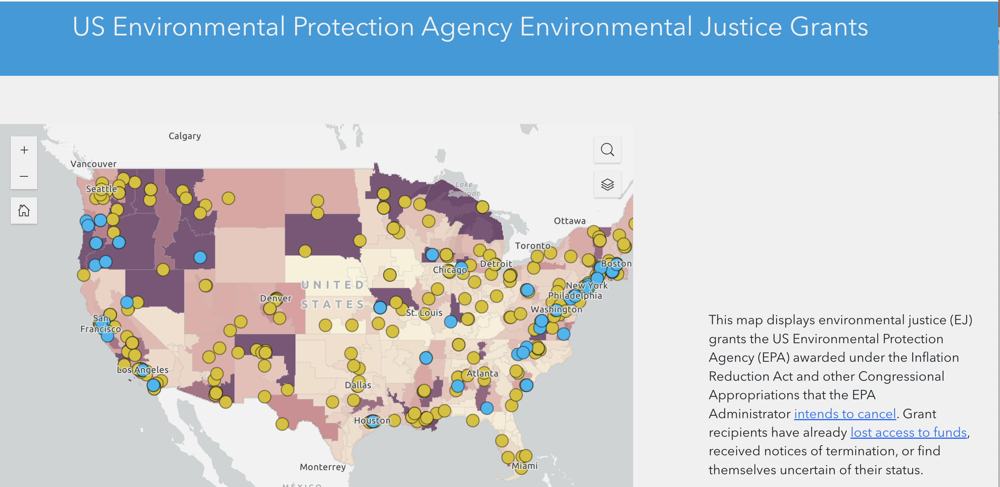 US Environmental Protection Agency Environmental Justice Grants
Calgary
Vancouver
Lake
Superior
Seattle
Ottawa
Toronto
Boston
Detroit
Chicago
UNITED
New York
Philadelphia
Denver
STATES
Washington
St. Louis
San
Francisco
Los Angeles
Atlanta
Dallas
Houston
Miami
Monterrey
MÉXICO
This map displays environmental justice (EJ)
grants the US Environmental Protection
Agency (EPA) awarded under the Inflation
Reduction Act and other Congressional
Appropriations that the EPA
Administrator intends to cancel. Grant
recipients have already lost access to funds,
received notices of termination, or find
themselves uncertain of their status.